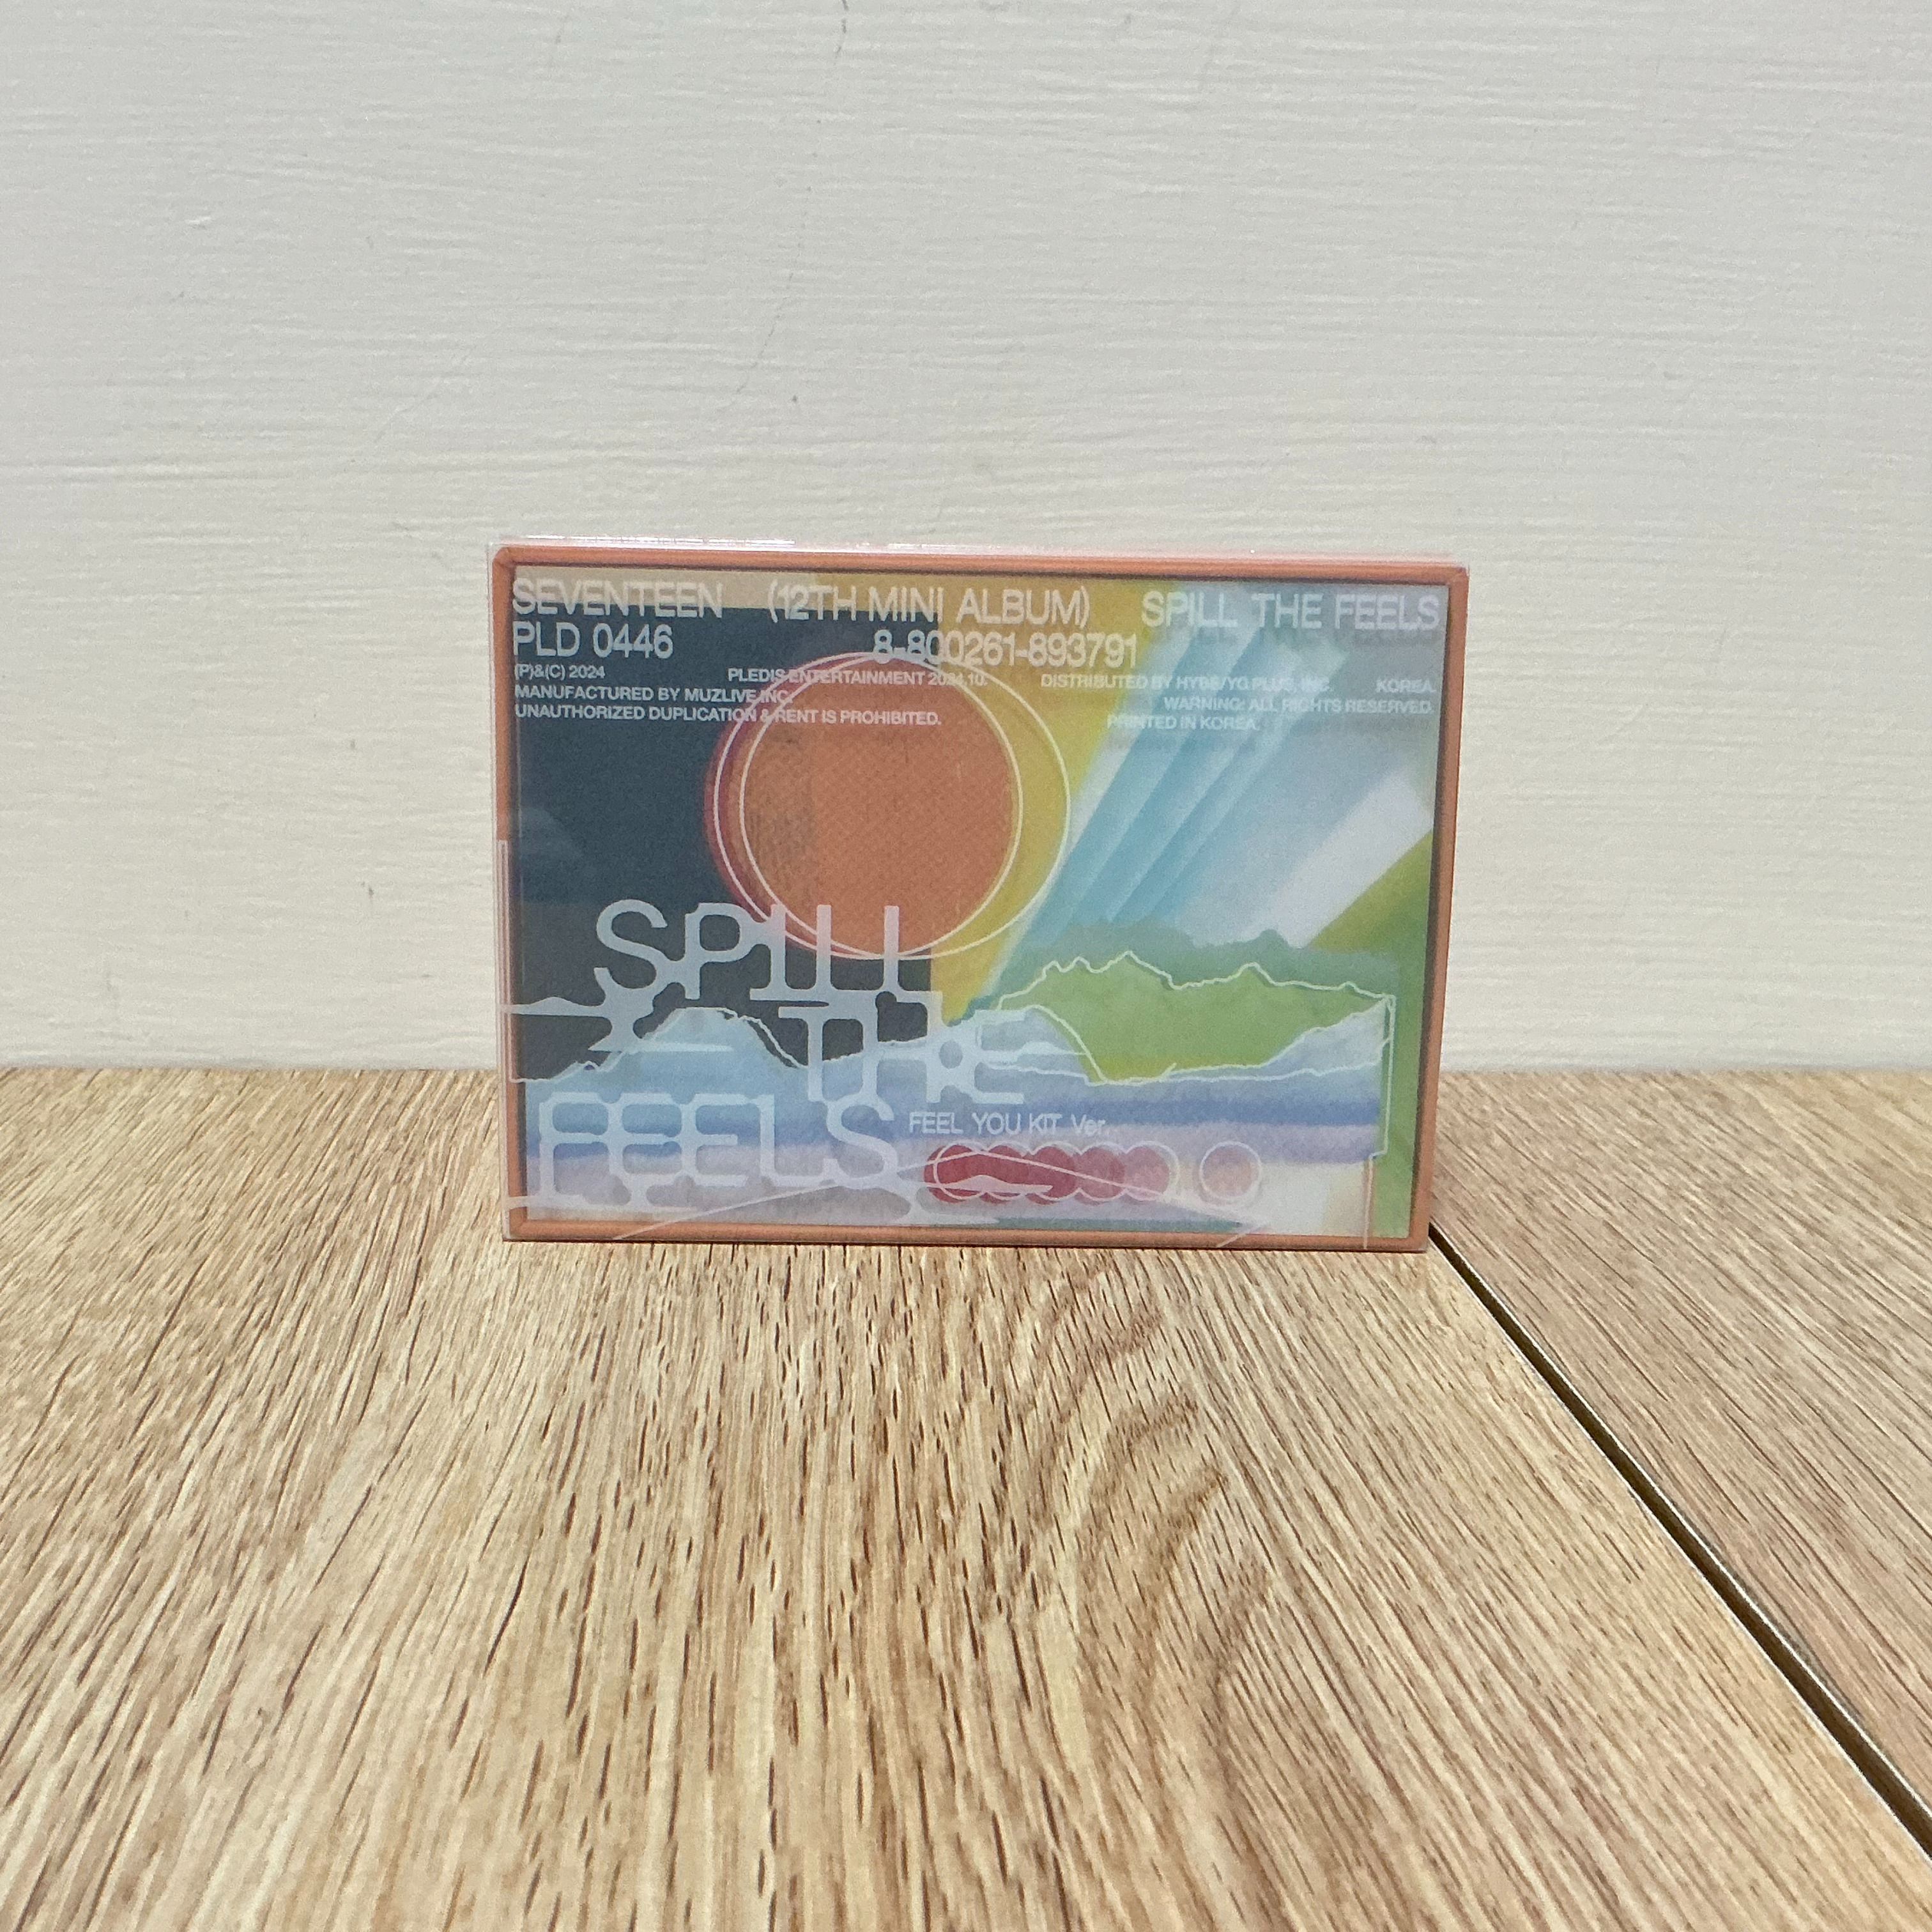 SEVENTEEN (12TH MINI ALBUM) SPILL THE FEELS
PLD 0446 8-800261-893791
(P)&(C) 2024 PLEDIS ENTERTAINMENT 2024.10. DISTRIBUTED BY HYBE/YG PLUS, INC. KOREA.
MANUFACTURED BY MUZLIVE INC. WARNING: ALL RIGHTS RESERVED.
UNAUTHORIZED DUPLICATION & RENT IS PROHIBITED. PRINTED IN KOREA.
SPILL
THE
FEELS
FEEL YOU KIT Ver.